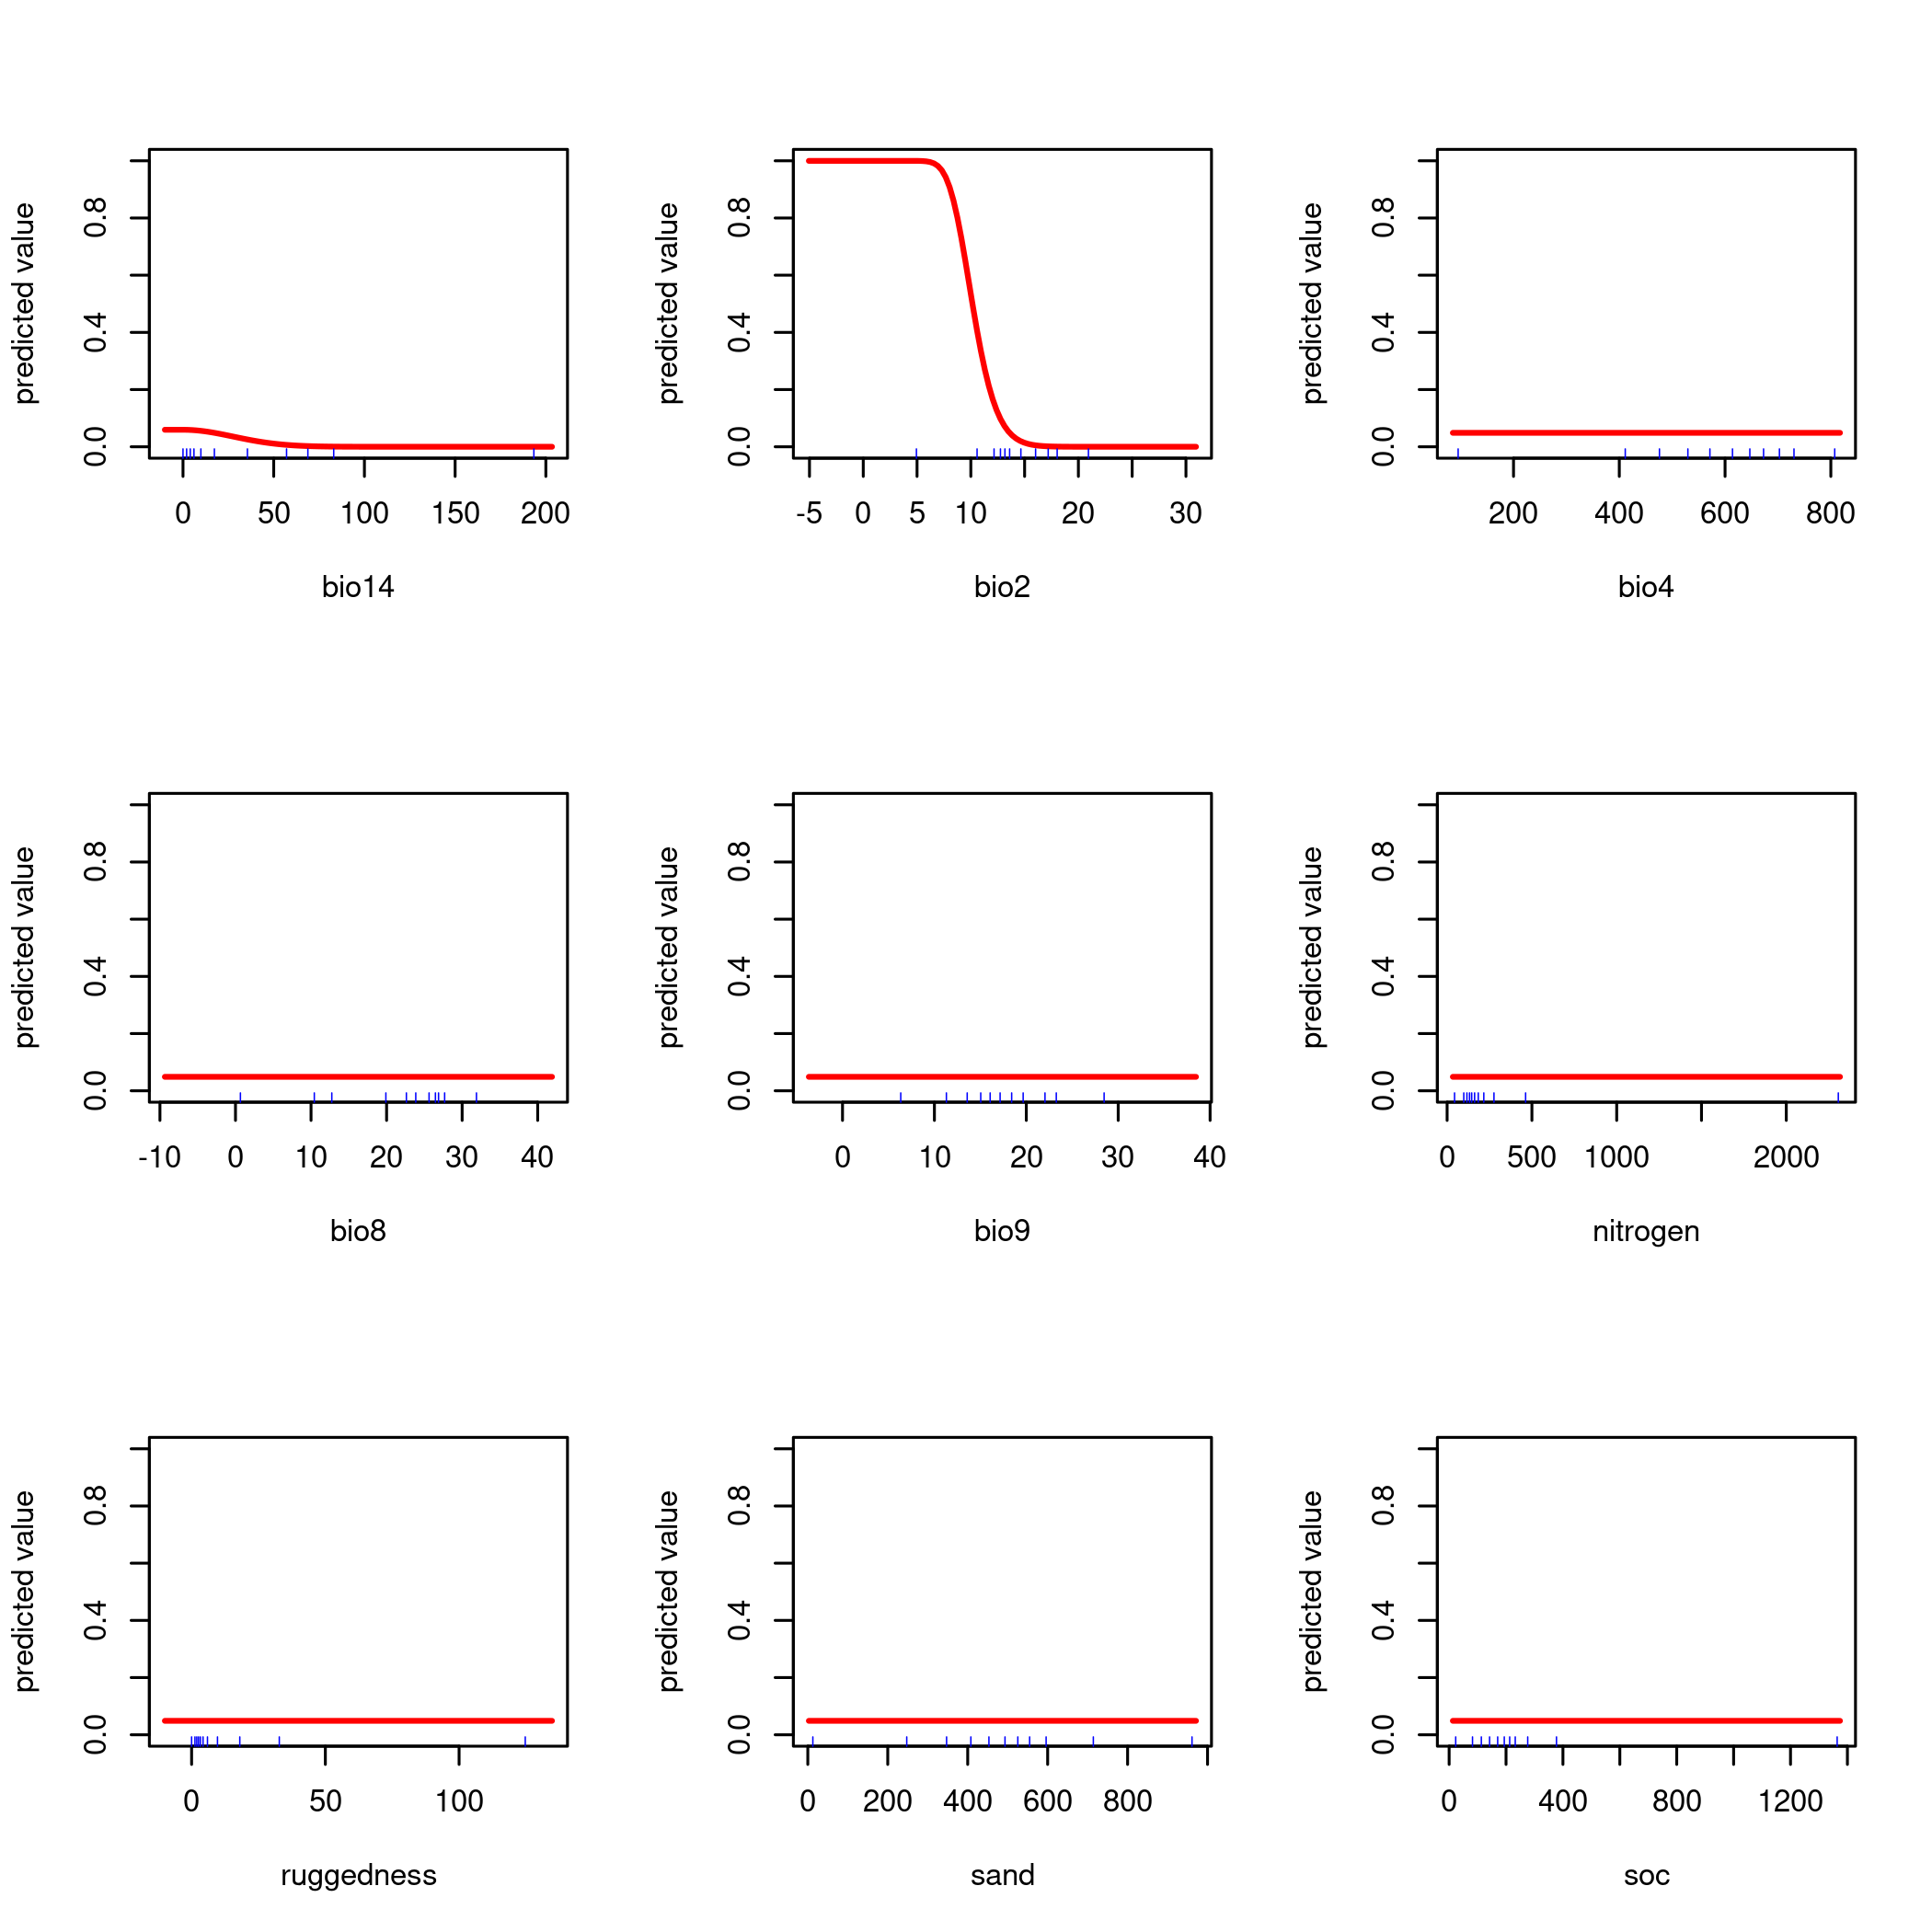 predicted value
0.0 0.4 0.8
0 50 100 150 200
bio14
predicted value
0.0 0.4 0.8
-5 0 5 10 20 30
bio2
predicted value
0.0 0.4 0.8
200 400 600 800
bio4
predicted value
0.0 0.4 0.8
-10 0 10 20 30 40
bio8
predicted value
0.0 0.4 0.8
0 10 20 30 40
bio9
predicted value
0.0 0.4 0.8
0 500 1000 2000
nitrogen
predicted value
0.0 0.4 0.8
0 50 100
ruggedness
predicted value
0.0 0.4 0.8
0 200 400 600 800
sand
predicted value
0.0 0.4 0.8
0 400 800 1200
soc